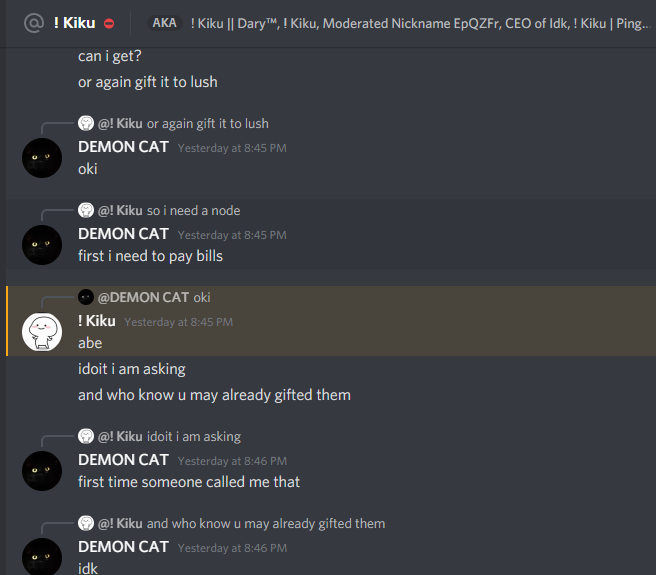 ! Kiku AKA ! Kiku || Dary™, ! Kiku, Moderated Nickname EpQZFr, CEO of Idk, ! Kiku | Ping...
can i get?
or again gift it to lush
@! Kiku or again gift it to lush
DEMON CAT Yesterday at 8:45 PM
oki
@! Kiku so i need a node
DEMON CAT Yesterday at 8:45 PM
first i need to pay bills
@DEMON CAT oki
! Kiku Yesterday at 8:45 PM
abe
idoit i am asking
and who know u may already gifted them
@! Kiku idoit i am asking
DEMON CAT Yesterday at 8:46 PM
first time someone called me that
@! Kiku and who know u may already gifted them
DEMON CAT Yesterday at 8:46 PM
idk